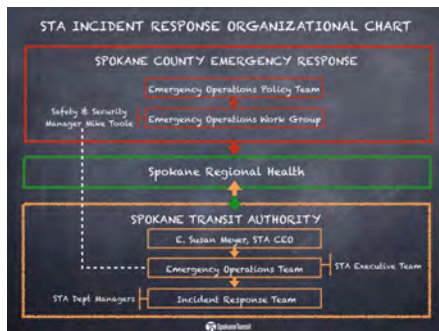 STA INCIDENT RESPONSE ORGANIZATIONAL CHART
SPOKANE COUNTY EMERGENCY RESPONSE
Emergency Operations Policy Team
Safety & Security
Manager Mike Toole
Emergency Operations Work Group
Spokane Regional Health
SPOKANE TRANSIT AUTHORITY
E. Susan Meyer, STA CEO
STA Executive Team
Emergency Operations Team
STA Dept Managers
Incident Response Team
SpokaneTransit